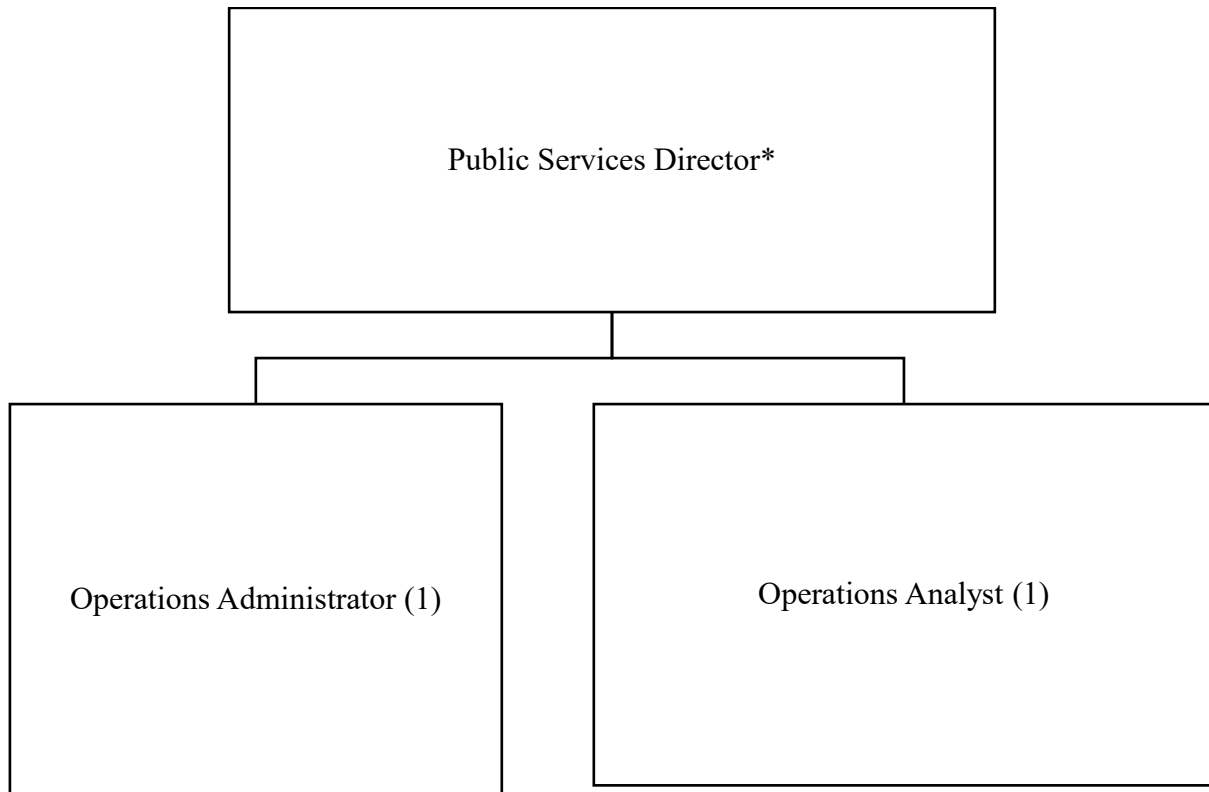 Public Services Director*
Operations Administrator (1)
Operations Analyst (1)